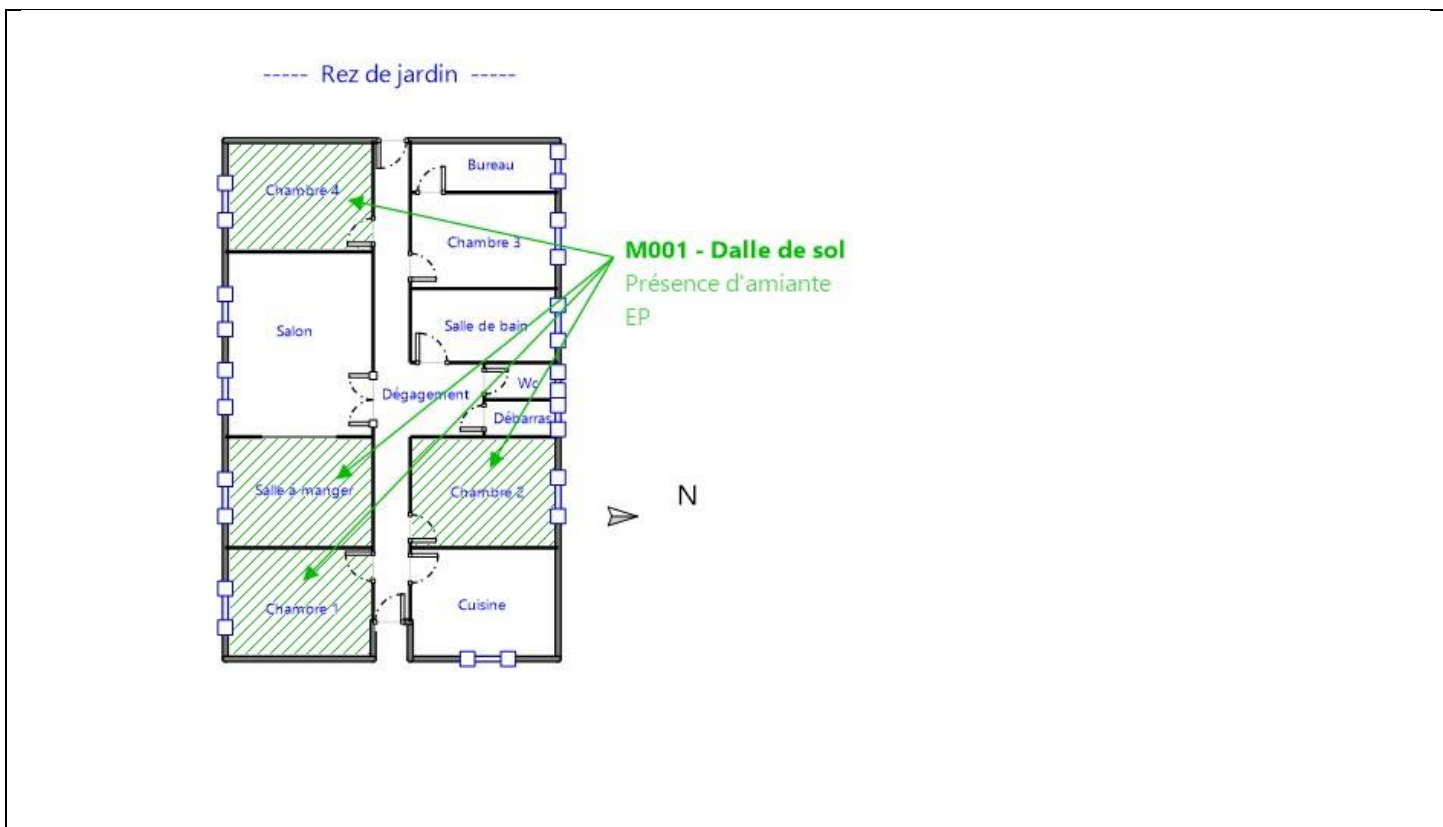 ----- Rez de jardin -----
Bureau
Chambre 4
Chambre 3
M001 - Dalle de sol
Présence d'amiante
EP
Salon
Salle de bain
Wc
Dégagement
Débarras
Salle à manger
Chambre 2
N
Chambre 1
Cuisine